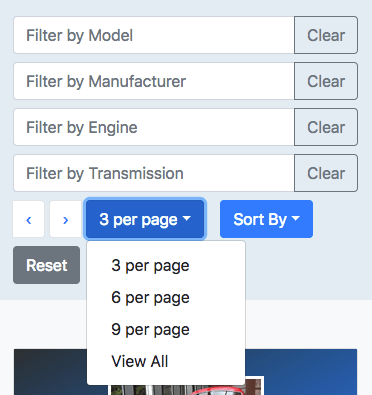 Filter by Model Clear
Filter by Manufacturer Clear
Filter by Engine Clear
Filter by Transmission Clear
‹ › 3 per page Sort By
Reset
3 per page
6 per page
9 per page
View All